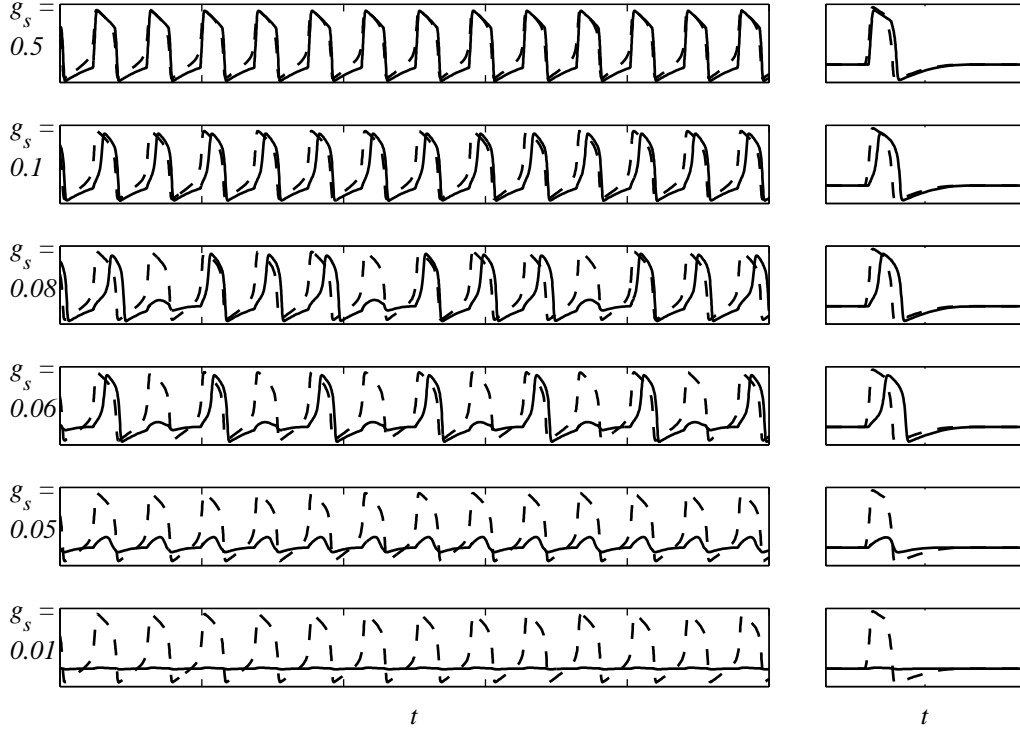 g_s =
0.5
g_s =
0.1
g_s =
0.08
g_s =
0.06
g_s =
0.05
g_s =
0.01
t t